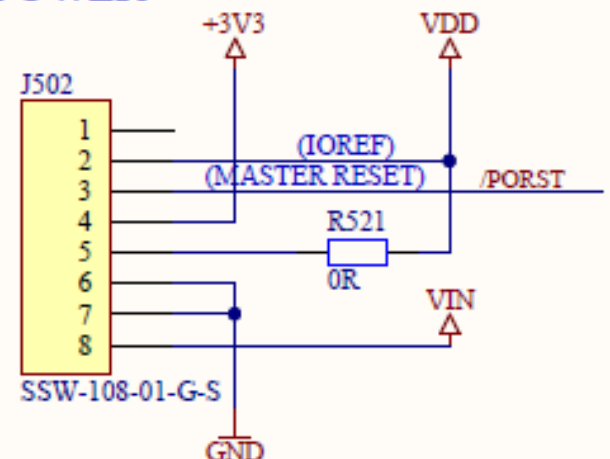 +3V3
VDD
J502
1
2
(IOREF)
3
(MASTER RESET)
/PORST
4
R521
5
0R
6
VIN
7
8
SSW-108-01-G-S
GND